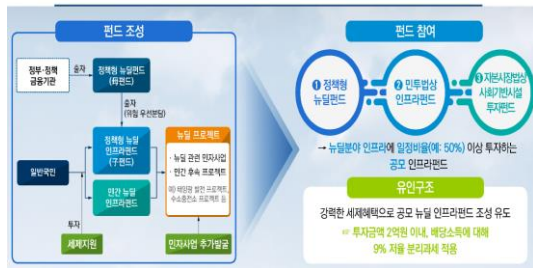 펀드 조성
정부·정책
금융기관
출자
정책형 뉴딜펀드
(母펀드)
출자
(위험 우선분담)
일반국민
정책형 뉴딜
인프라펀드
(子펀드)
민간 뉴딜
인프라펀드
뉴딜 프로젝트
· 뉴딜 관련 민자사업
· 민간 후속 프로젝트
예) 태양광 발전 프로젝트,
수소충전소 프로젝트 등
투자
세제지원
민자사업 추가발굴
펀드 참여
❶ 정책형
뉴딜펀드
❷ 민투법상
인프라펀드
❸ 자본시장법상
사회기반시설
투자펀드
→ 뉴딜분야 인프라에 일정비율(예: 50%) 이상 투자하는
공모 인프라펀드
유인구조
강력한 세제혜택으로 공모 뉴딜 인프라펀드 조성 유도
☞ 투자금액 2억원 이내, 배당소득에 대해
9% 저율 분리과세 적용